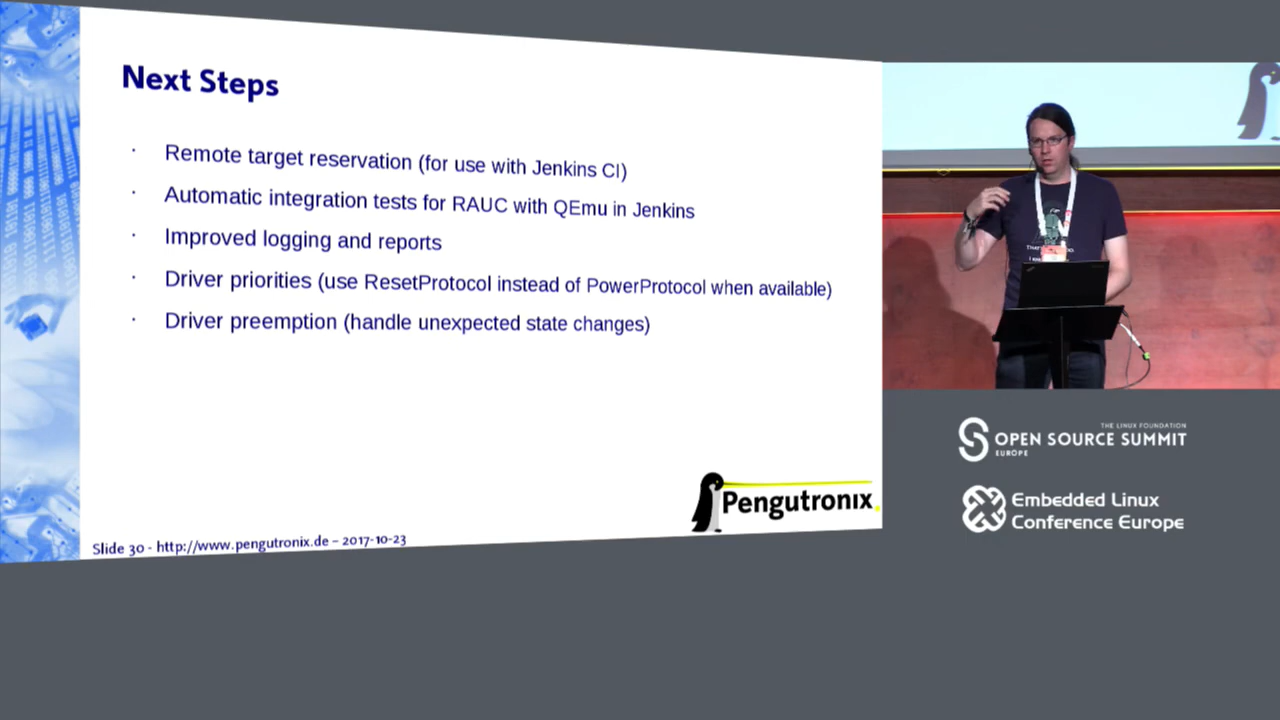 Next Steps
Remote target reservation (for use with Jenkins CI)
Automatic integration tests for RAUC with QEmu in Jenkins
Improved logging and reports
Driver priorities (use ResetProtocol instead of PowerProtocol when available)
Driver preemption (handle unexpected state changes)
Pengutronix
Slide 30 - http://www.pengutronix.de – 2017-10-23
THE LINUX FOUNDATION
OPEN SOURCE SUMMIT
EUROPE
Embedded Linux
Conference Europe